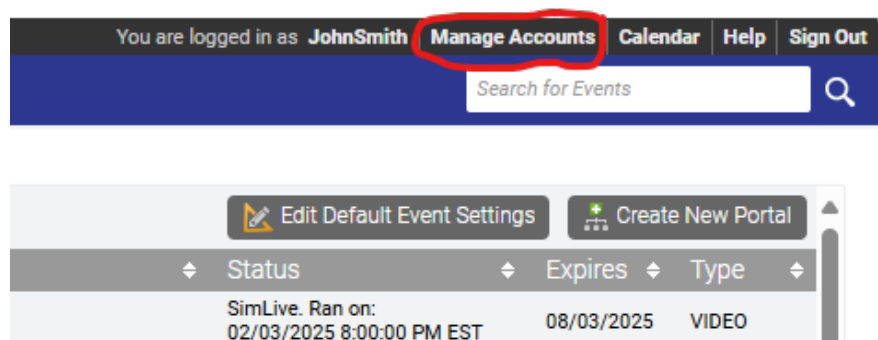 You are logged in as JohnSmith Manage Accounts Calendar Help Sign Out
Search for Events
Edit Default Event Settings Create New Portal
Status Expires Type
SimLive. Ran on:
02/03/2025 8:00:00 PM EST 08/03/2025 VIDEO